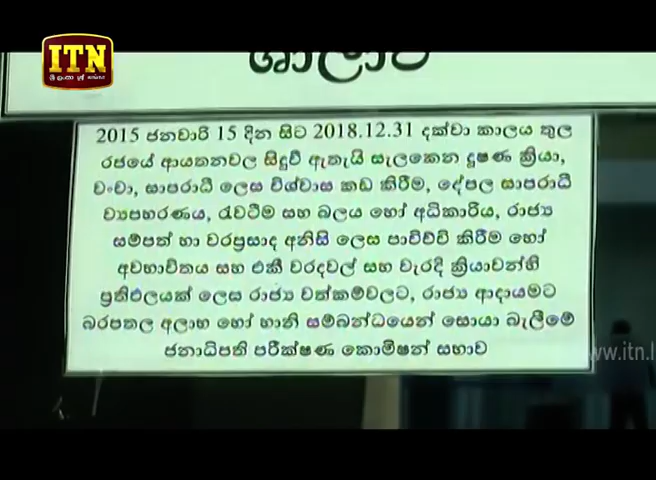 ITN
ශාලාව
2015 ජනවාරි 15 දින සිට 2018.12.31 දක්වා කාලය තුල
රජයේ ආයතනවල සිදුවී ඇතැයි සැලකෙන දූෂණ ක්‍රියා,
වංචා, සාපරාධී ලෙස විශ්වාස කඩ කිරීම, දේපල සාපරාධී
ව්‍යපහරණය, රැවටීම සහ බලය හෝ අධිකාරිය, රාජ්‍ය
සම්පත් හා වරප්‍රසාද අනිසි ලෙස පාවිච්චි කිරීම හෝ
අවභාවිතය සහ එකී වරදවල් සහ වැරදි ක්‍රියාවන්හි
ප්‍රතිඵලයක් ලෙස රාජ්‍ය වත්කම්වලට, රාජ්‍ය ආදායමට
බරපතල අලාභ හෝ හානි සම්බන්ධයෙන් සොයා බැලීමේ
ජනාධිපති පරීක්ෂණ කොමිෂන් සභාව
www.itn.l